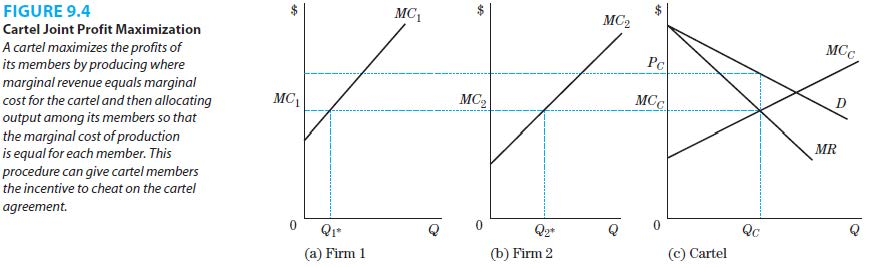 FIGURE 9.4
Cartel Joint Profit Maximization
A cartel maximizes the profits of
its members by producing where
marginal revenue equals marginal
cost for the cartel and then allocating
output among its members so that
the marginal cost of production
is equal for each member. This
procedure can give cartel members
the incentive to cheat on the cartel
agreement.
$
MC1
MC1
0
Q1*
Q
(a) Firm 1
$
MC2
MC2
0
Q2*
Q
(b) Firm 2
$
PC
MCC
MCC
D
MR
0
QC
Q
(c) Cartel